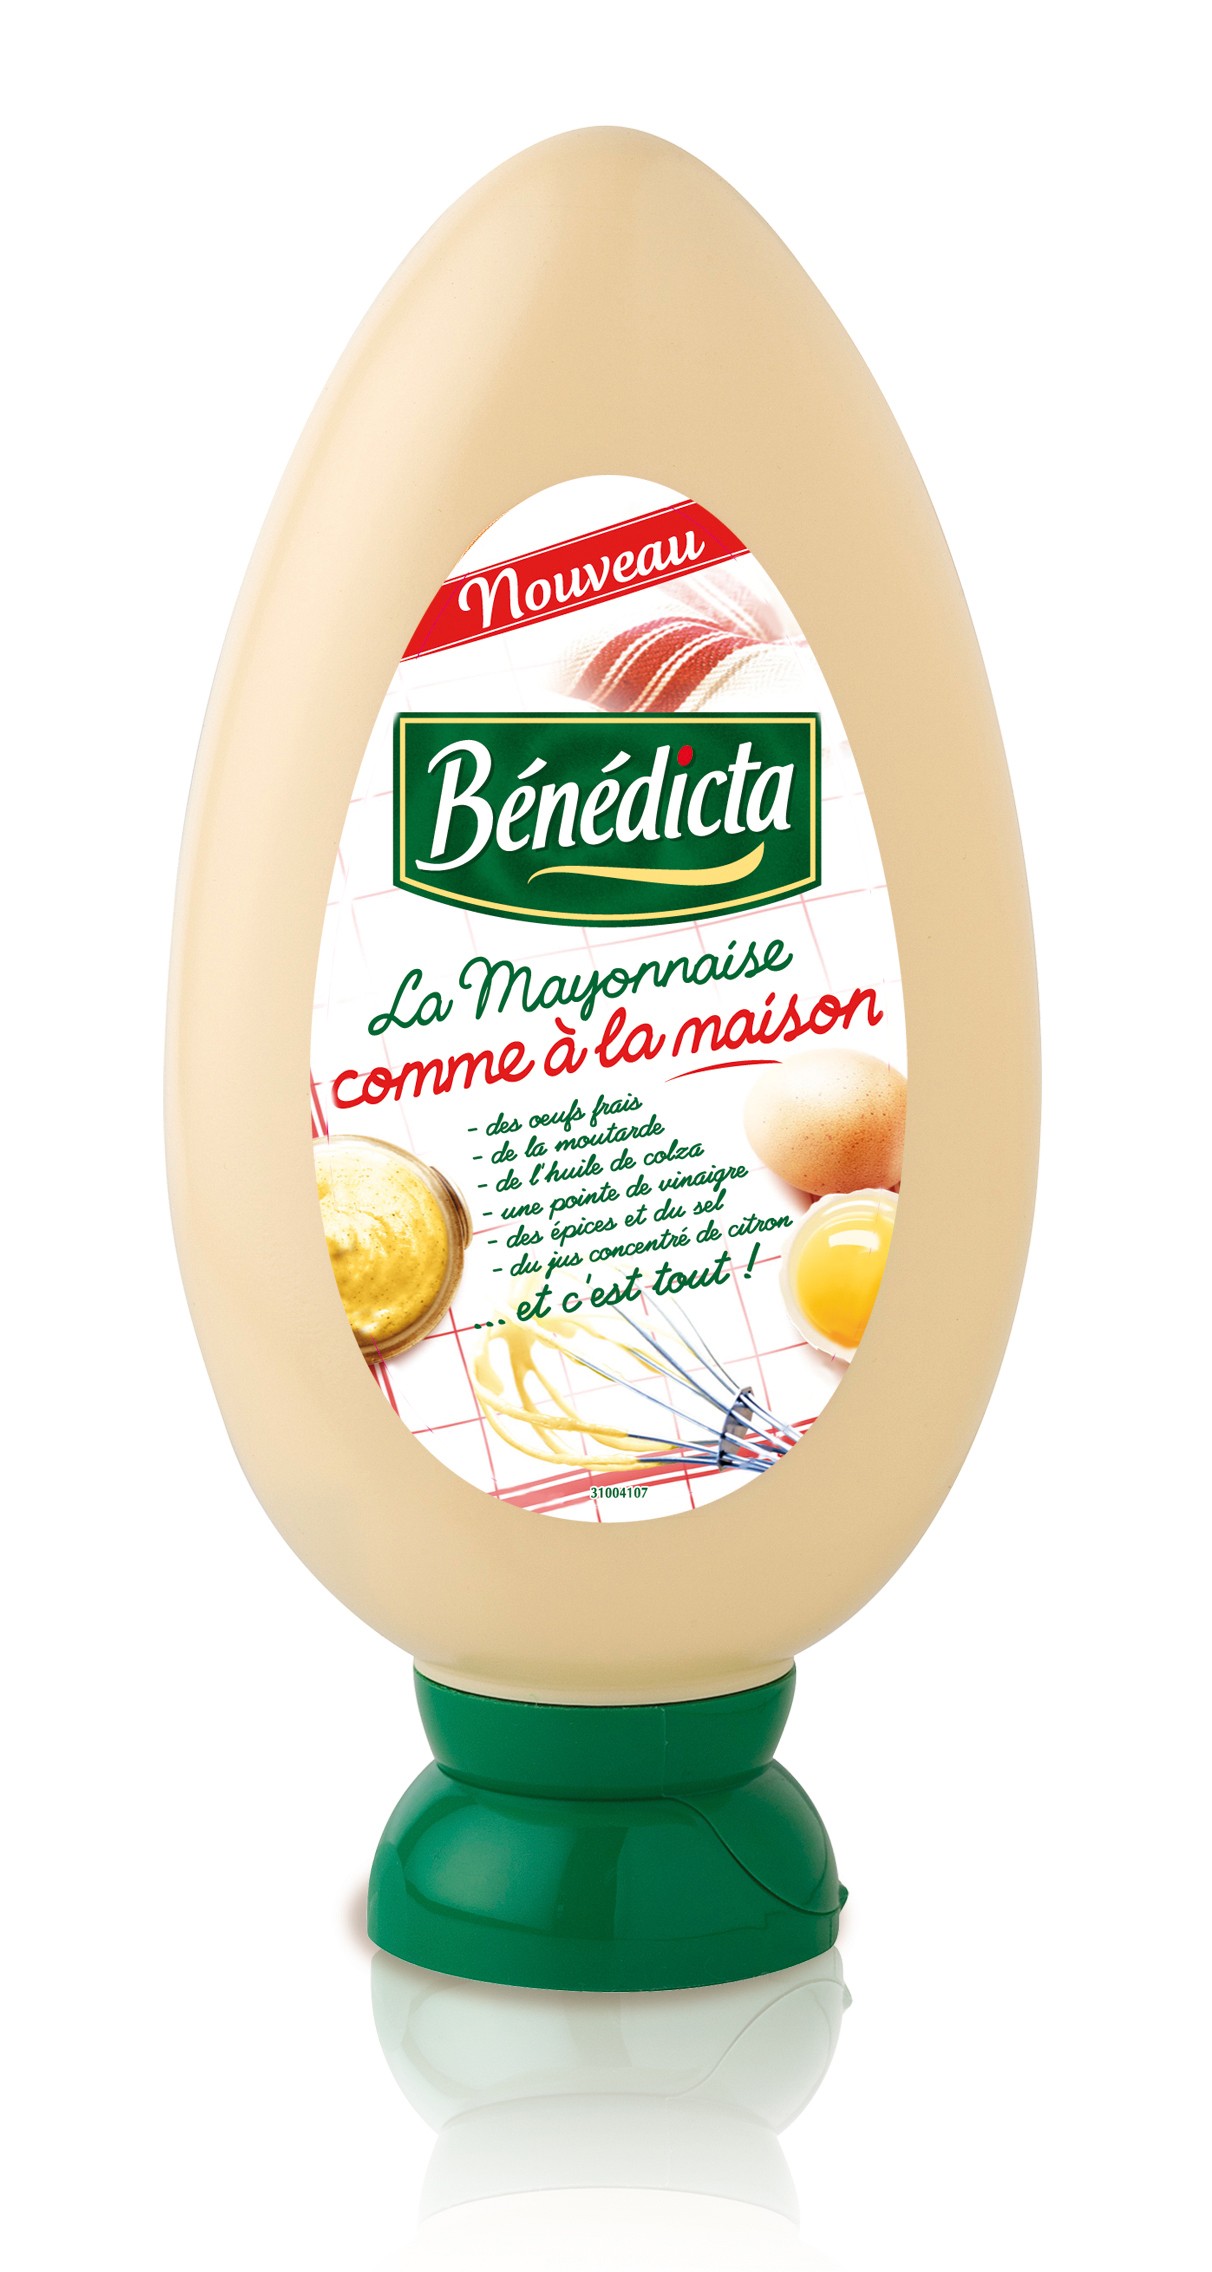 Nouveau
Bénédicta
La Mayonnaise
comme à la maison
- des oeufs frais
- de la moutarde
- de l'huile de colza
- une pointe de vinaigre
- des épices et du sel
- du jus concentré de citron
... et c'est tout !
31004107